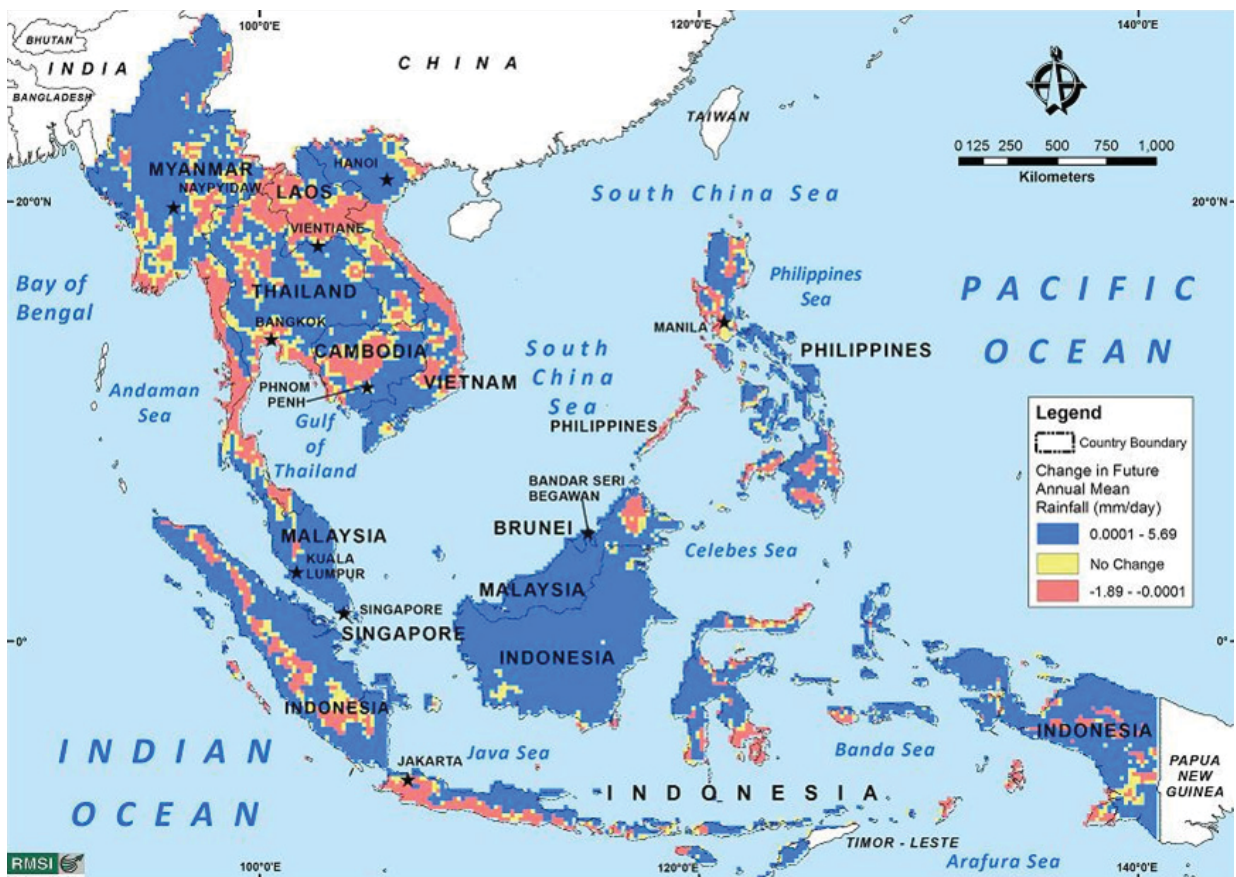 100°0'E
120°0'E
140°0'E
BHUTAN
INDIA
CHINA
BANGLADESH
TAIWAN
0 125 250 500 750 1,000
Kilometers
MYANMAR
HANOI
NAYPYIDAW
LAOS
20°0'N
20°0'N
South China Sea
VIENTIANE
Bay of
Bengal
Philippines
Sea
PACIFIC
OCEAN
THAILAND
BANGKOK
MANILA
CAMBODIA
South
China
Sea
PHILIPPINES
VIETNAM
Andaman
Sea
PHNOM
PENH
Gulf
of
Thailand
PHILIPPINES
Legend
Country Boundary
Change in Future
Annual Mean
Rainfall (mm/day)
0.0001 - 5.69
No Change
-1.89 - -0.0001
BANDAR SERI
BEGAWAN
BRUNEI
MALAYSIA
Celebes Sea
KUALA
LUMPUR
MALAYSIA
SINGAPORE
SINGAPORE
0°
0°
INDONESIA
INDONESIA
INDONESIA
INDIAN
OCEAN
Java Sea
Banda Sea
JAKARTA
PAPUA
NEW
GUINEA
INDONESIA
TIMOR - LESTE
Arafura Sea
RMSI
100°0'E
120°0'E
140°0'E